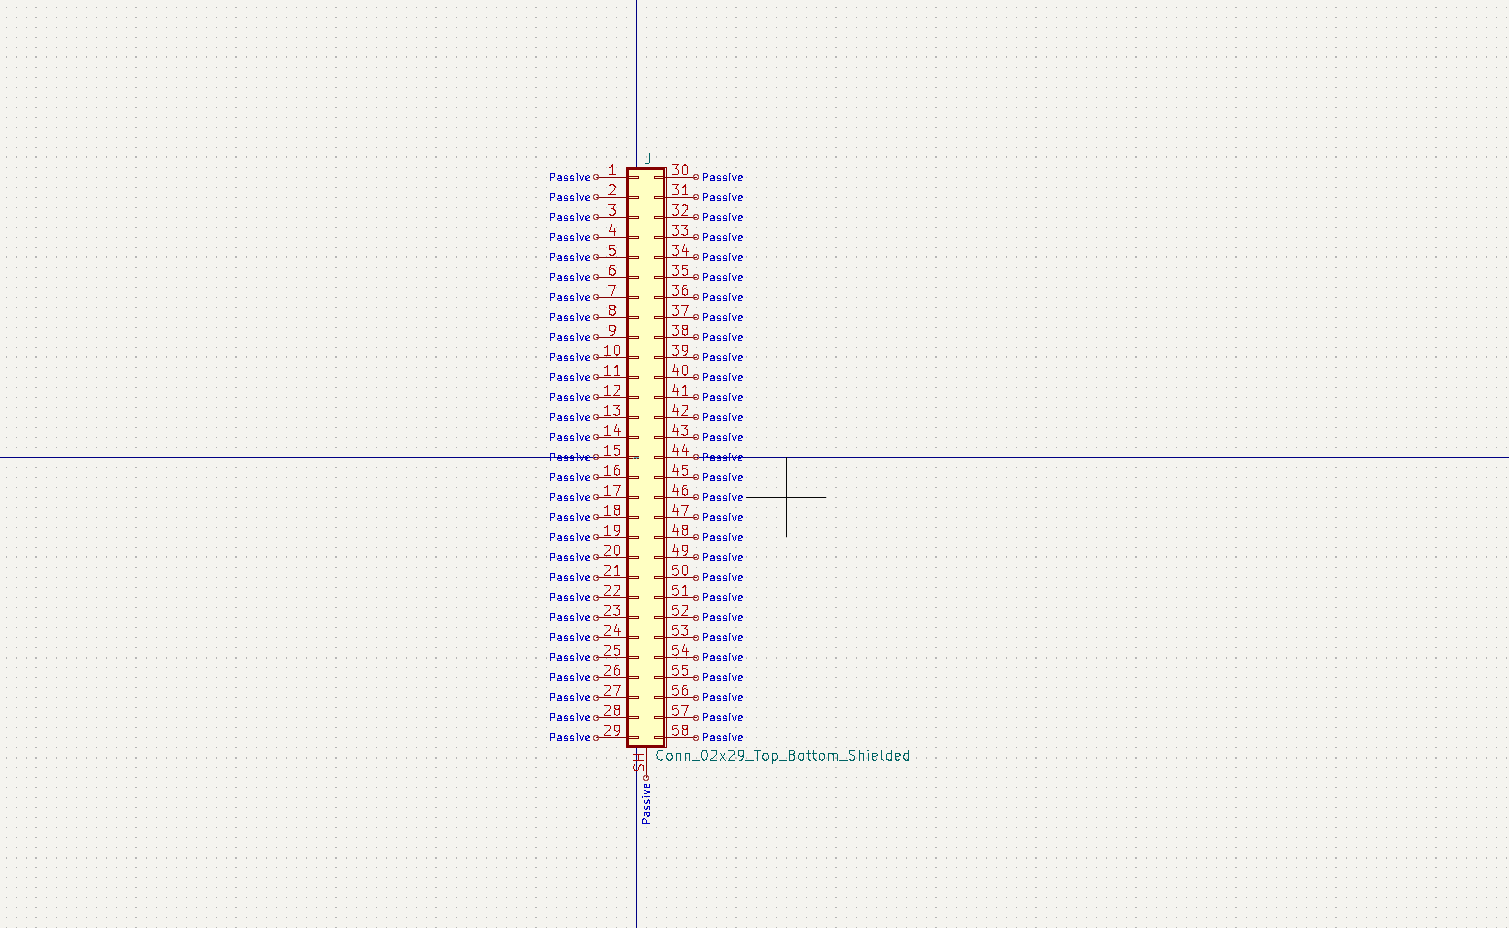 J
Passive 1 30 Passive
Passive 2 31 Passive
Passive 3 32 Passive
Passive 4 33 Passive
Passive 5 34 Passive
Passive 6 35 Passive
Passive 7 36 Passive
Passive 8 37 Passive
Passive 9 38 Passive
Passive 10 39 Passive
Passive 11 40 Passive
Passive 12 41 Passive
Passive 13 42 Passive
Passive 14 43 Passive
Passive 15 44 Passive
Passive 16 45 Passive
Passive 17 46 Passive
Passive 18 47 Passive
Passive 19 48 Passive
Passive 20 49 Passive
Passive 21 50 Passive
Passive 22 51 Passive
Passive 23 52 Passive
Passive 24 53 Passive
Passive 25 54 Passive
Passive 26 55 Passive
Passive 27 56 Passive
Passive 28 57 Passive
Passive 29 58 Passive
SH Conn_02x29_Top_Bottom_Shielded
Passive